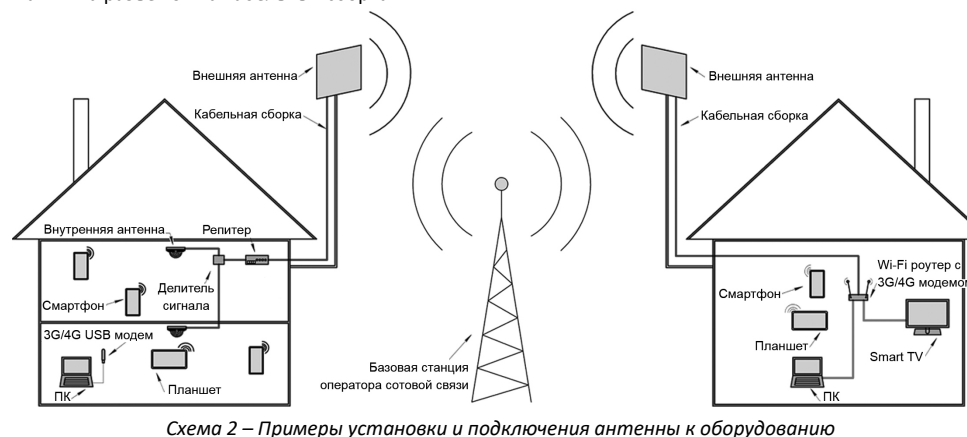 Внешняя антенна
Внешняя антенна
Кабельная сборка
Кабельная сборка
Внутренняя антенна
Репитер
Делитель
сигнала
Смартфон
3G/4G USB модем
ПК
Планшет
Базовая станция
оператора сотовой связи
Wi-Fi роутер с
3G/4G модемом
Смартфон
Планшет
Smart TV
ПК
Схема 2 – Примеры установки и подключения антенны к оборудованию